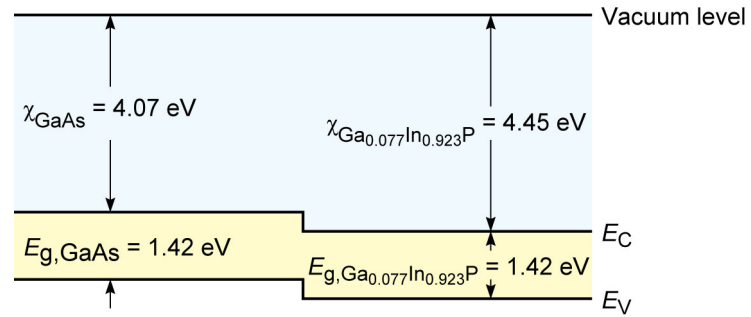 Vacuum level
χGaAs = 4.07 eV
χGa0.077In0.923P = 4.45 eV
EC
Eg,GaAs = 1.42 eV
Eg,Ga0.077In0.923P = 1.42 eV
EV